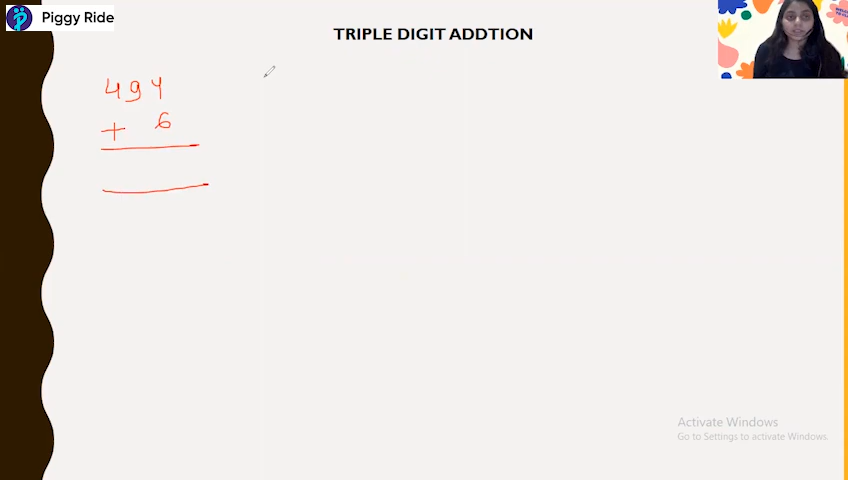 Piggy Ride
TRIPLE DIGIT ADDTION
494
+ 6
Activate Windows
Go to Settings to activate Windows.